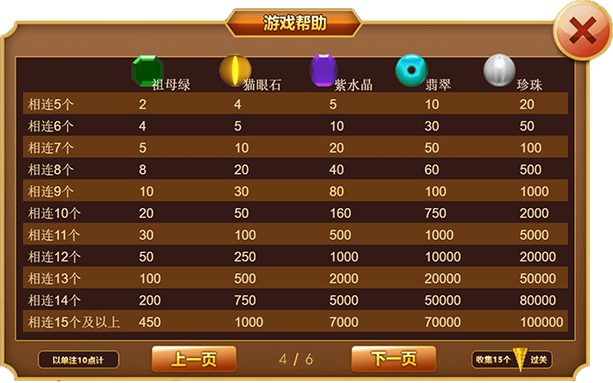 游戏帮助
祖母绿 猫眼石 紫水晶 翡翠 珍珠
相连5个 2 4 5 10 20
相连6个 4 5 10 30 50
相连7个 5 10 20 50 100
相连8个 8 20 40 60 500
相连9个 10 30 80 100 1000
相连10个 20 50 160 750 2000
相连11个 30 100 500 1000 5000
相连12个 50 250 1000 10000 20000
相连13个 100 500 2000 20000 50000
相连14个 200 750 5000 50000 80000
相连15个及以上 450 1000 7000 70000 100000
以单注10点计 上一页 4 / 6 下一页 收集15个 过关